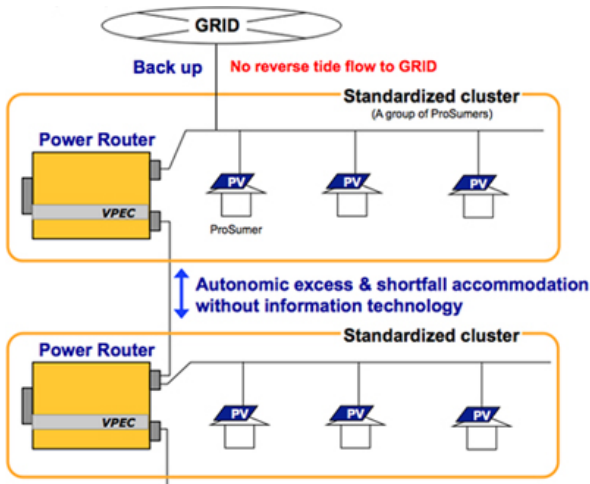 GRID
Back up
No reverse tide flow to GRID
Standardized cluster
(A group of ProSumers)
Power Router
VPEC
PV
PV
PV
ProSumer
Autonomic excess & shortfall accommodation
without information technology
Standardized cluster
Power Router
VPEC
PV
PV
PV